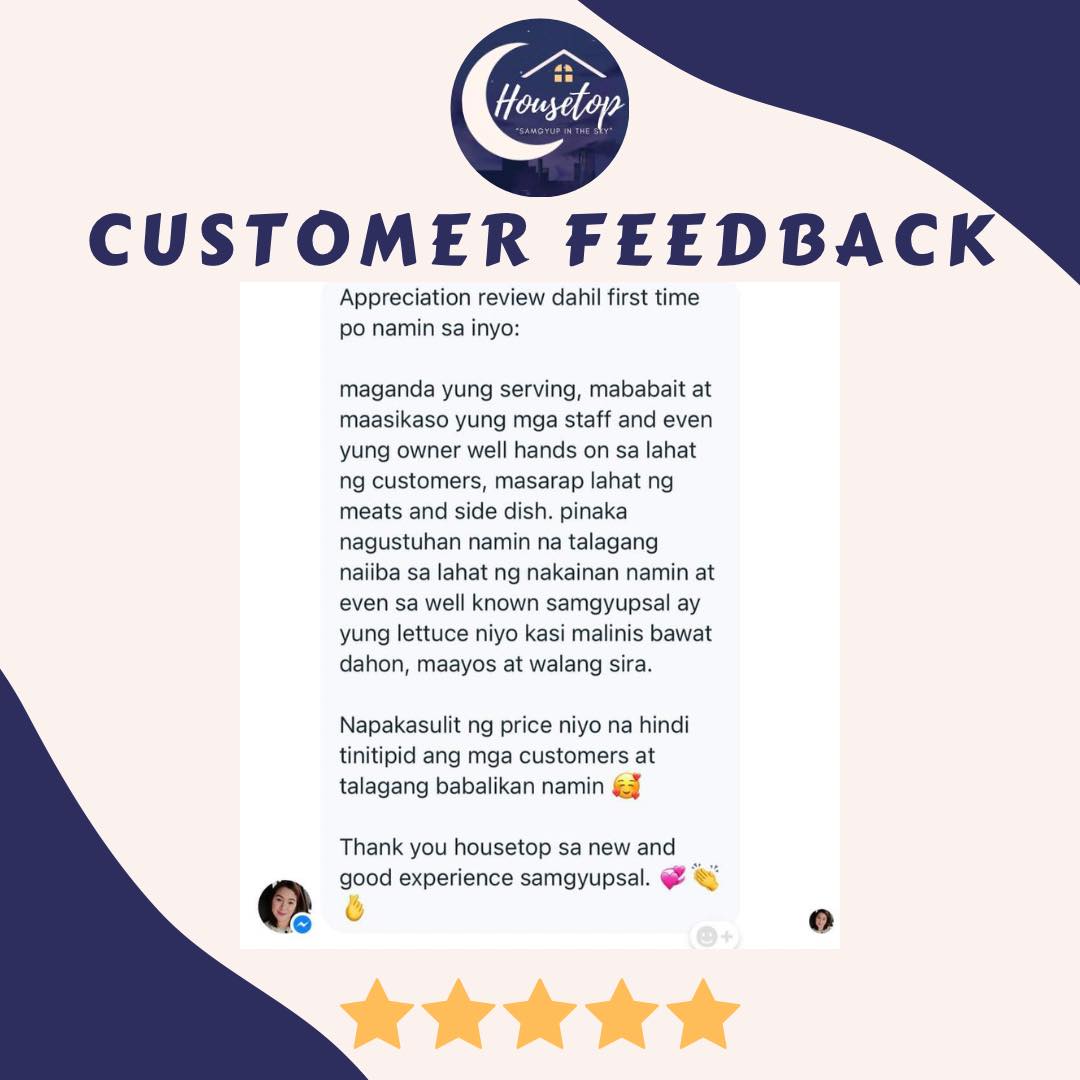 Housetop
"SAMGYUP IN THE SKY"
CUSTOMER FEEDBACK
Appreciation review dahil first time
po namin sa inyo:
maganda yung serving, mababait at
maasikaso yung mga staff and even
yung owner well hands on sa lahat
ng customers, masarap lahat ng
meats and side dish. pinaka
nagustuhan namin na talagang
naiiba sa lahat ng nakainan namin at
even sa well known samgyupsal ay
yung lettuce niyo kasi malinis bawat
dahon, maayos at walang sira.
Napakasulit ng price niyo na hindi
tinitipid ang mga customers at
talagang babalikan namin 🥰
Thank you housetop sa new and
good experience samgyupsal. 💞 👏
🫰